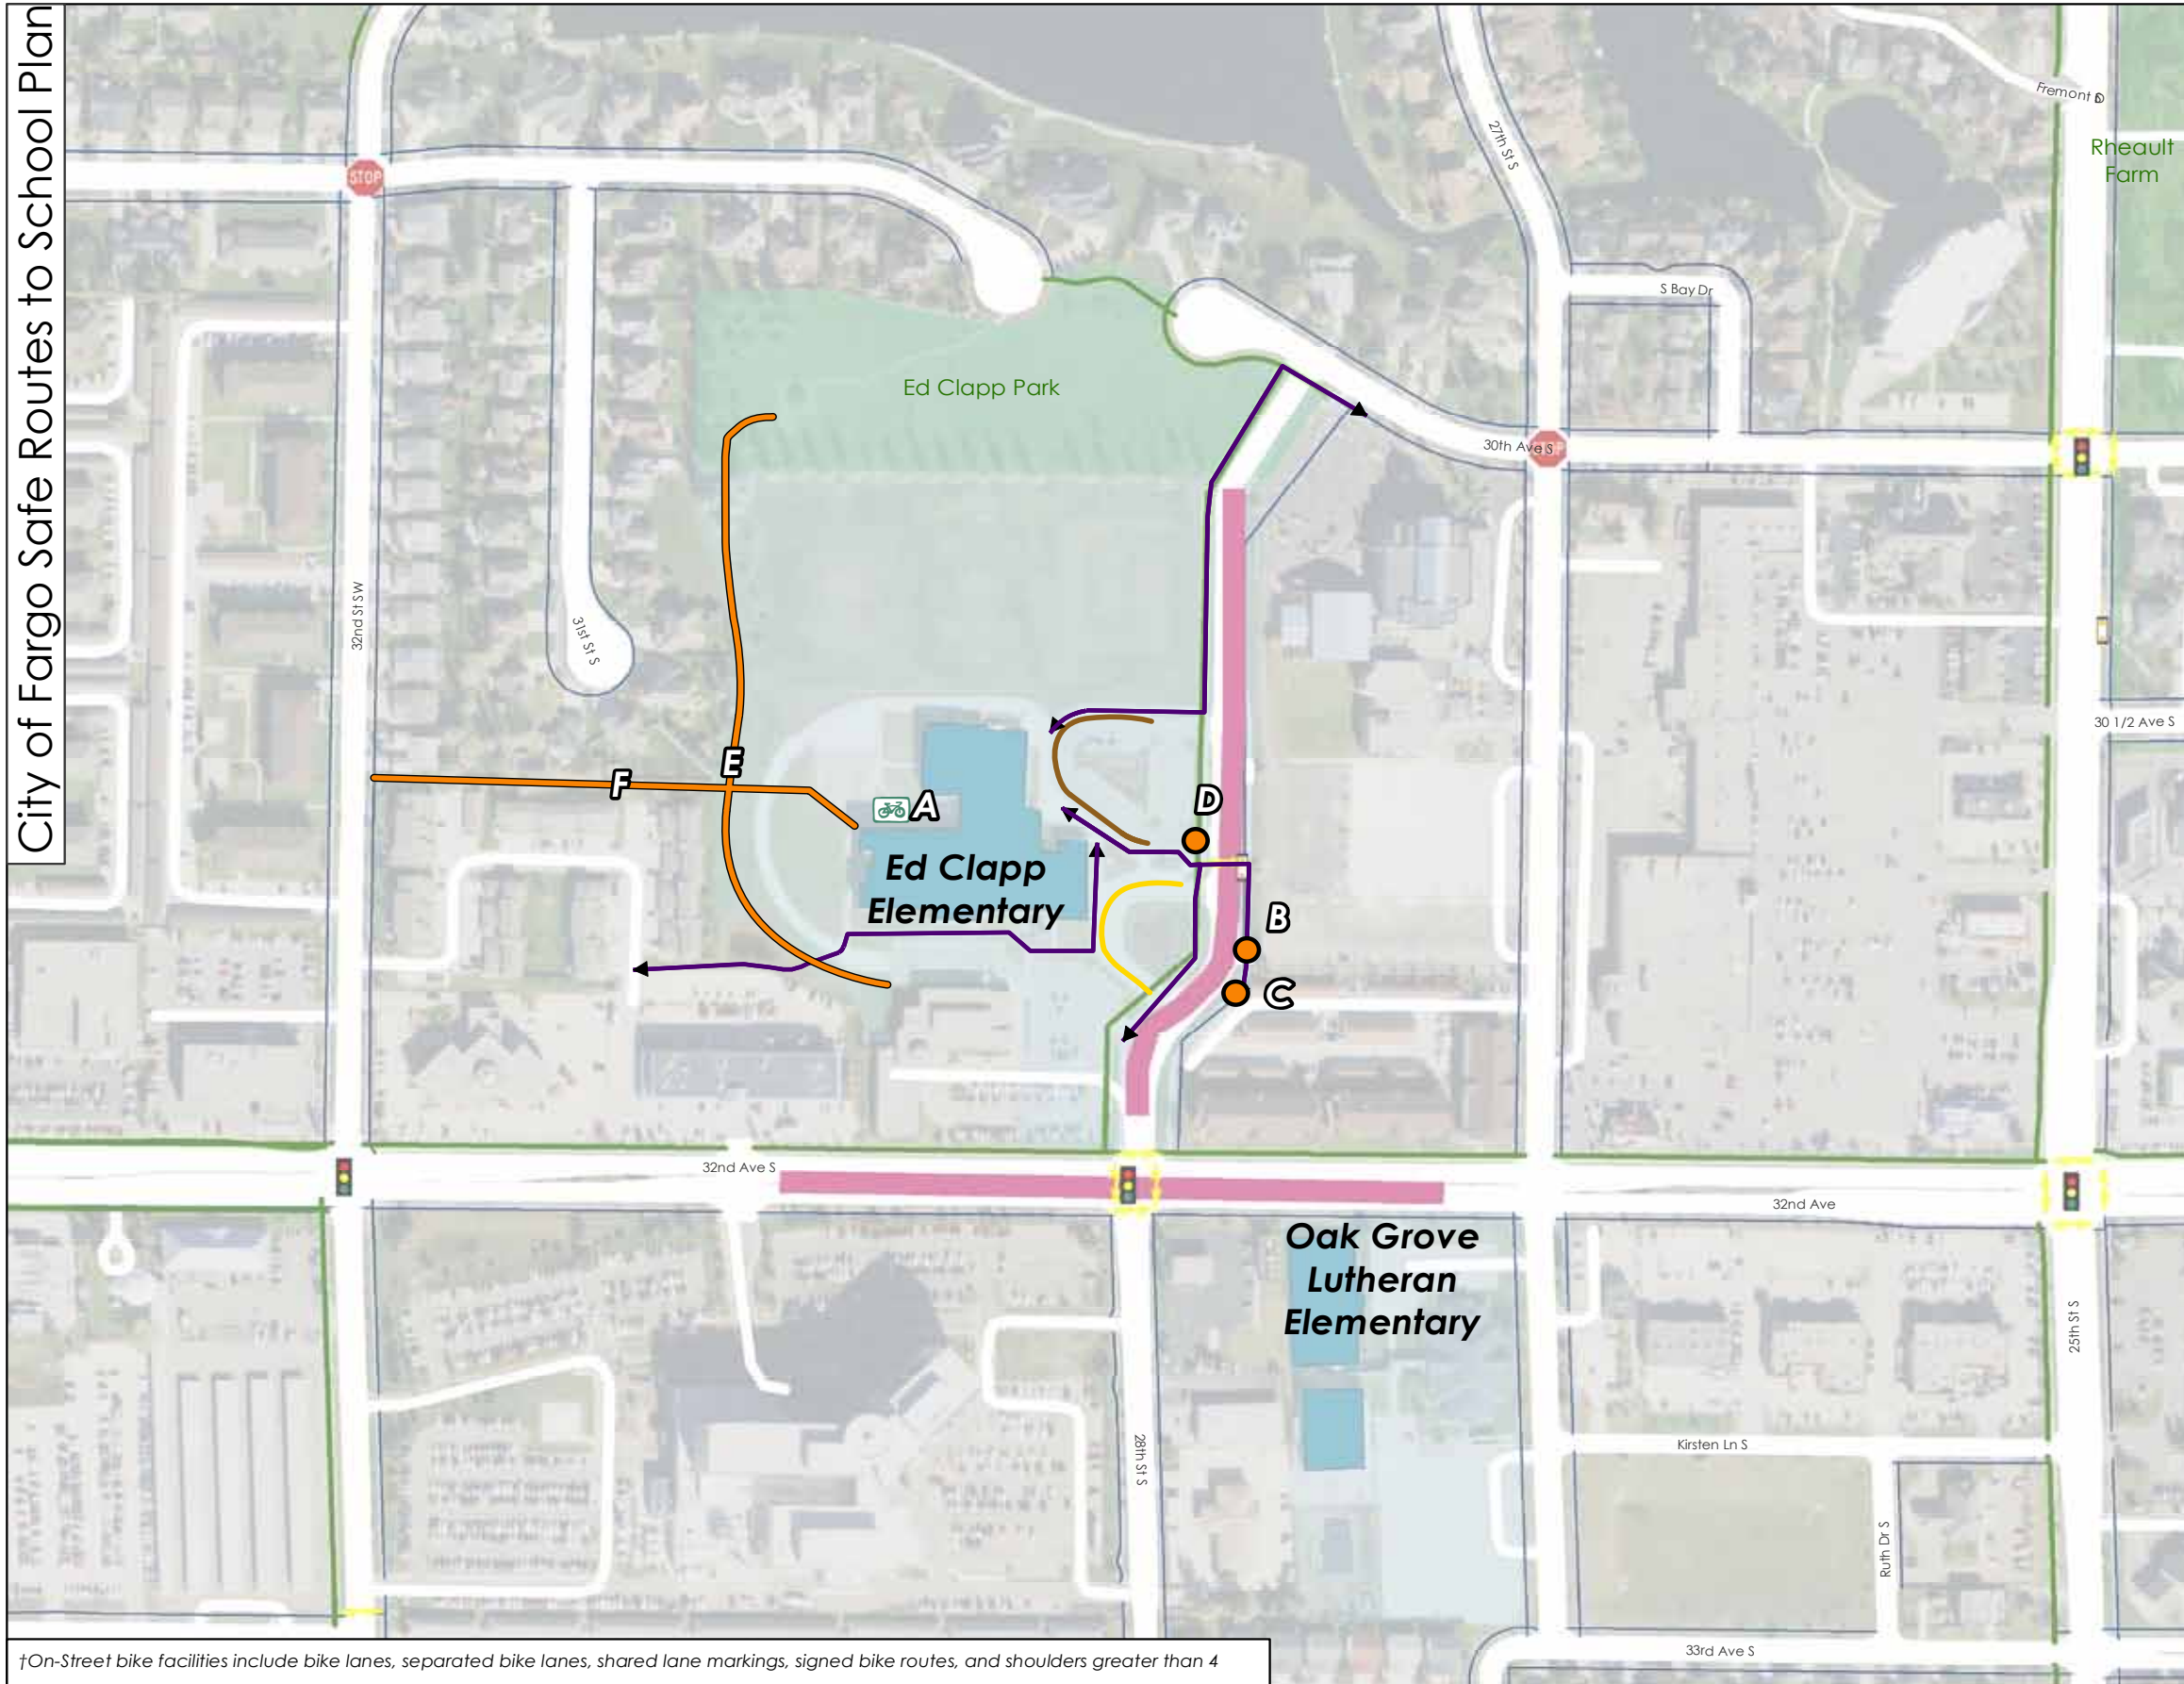 City of Fargo Safe Routes to School Plan
Fremont D
Rheault
Farm
27th St S
STOP
S Bay Dr
Ed Clapp Park
30th Ave S
32nd St SW
31st St S
30 1/2 Ave S
E
F
A
D
Ed Clapp
Elementary
B
C
32nd Ave S
32nd Ave
Oak Grove
Lutheran
Elementary
25th St S
28th St S
Kirsten Ln S
Ruth Dr S
33rd Ave S
†On-Street bike facilities include bike lanes, separated bike lanes, shared lane markings, signed bike routes, and shoulders greater than 4